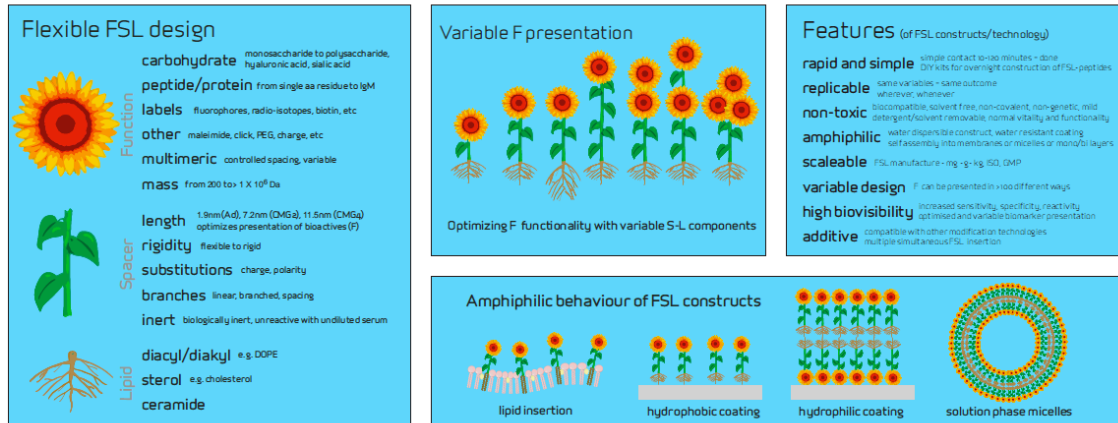 Flexible FSL design
Function
carbohydrate monosaccharide to polysaccharide,
hyaluronic acid, sialic acid
peptide/protein from single aa residue to IgM
labels fluorophores, radio-isotopes, biotin, etc
other maleimide, click, PEG, charge, etc
multimeric controlled spacing, variable
mass from 200 to > 1 X 10⁶ Da
Spacer
length 1.9nm(Ad), 7.2nm (CMG2), 11.5nm (CMG4)
optimizes presentation of bioactives (F)
rigidity flexible to rigid
substitutions charge, polarity
branches linear, branched, spacing
inert biologically inert, unreactive with undiluted serum
Lipid
diacyl/diakyl e.g. DOPE
sterol e.g. cholesterol
ceramide
Variable F presentation
Optimizing F functionality with variable S-L components
Features (of FSL constructs/technology)
rapid and simple simple contact 10-120 minutes = done
DIY kits for overnight construction of FSL-peptides
replicable same variables = same outcome
wherever, whenever
non-toxic biocompatible, solvent free, non-covalent, non-genetic, mild
detergent/solvent removable, normal vitality and functionality
amphiphilic water dispersible construct, water resistant coating
self assembly into membranes or micelles or mono/bi layers
scaleable FSL manufacture - mg - g - kg, ISO, GMP
variable design F can be presented in >100 different ways
high biovisibility increased sensitivity, specificity, reactivity
optimised and variable biomarker presentation
additive compatible with other modification technologies
multiple simultaneous FSL insertion
Amphiphilic behaviour of FSL constructs
lipid insertion
hydrophobic coating
hydrophilic coating
solution phase micelles